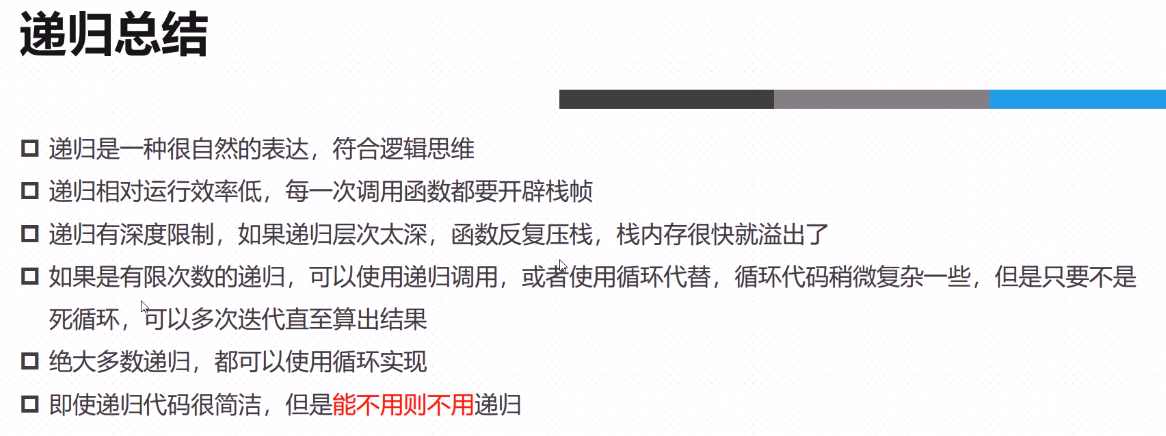 递归总结
递归是一种很自然的表达，符合逻辑思维
递归相对运行效率低，每一次调用函数都要开辟栈帧
递归有深度限制，如果递归层次太深，函数反复压栈，栈内存很快就溢出了
如果是有限次数的递归，可以使用递归调用，或者使用循环代替，循环代码稍微复杂一些，但是只要不是
死循环，可以多次迭代直至算出结果
绝大多数递归，都可以使用循环实现
即使递归代码很简洁，但是能不用则不用递归